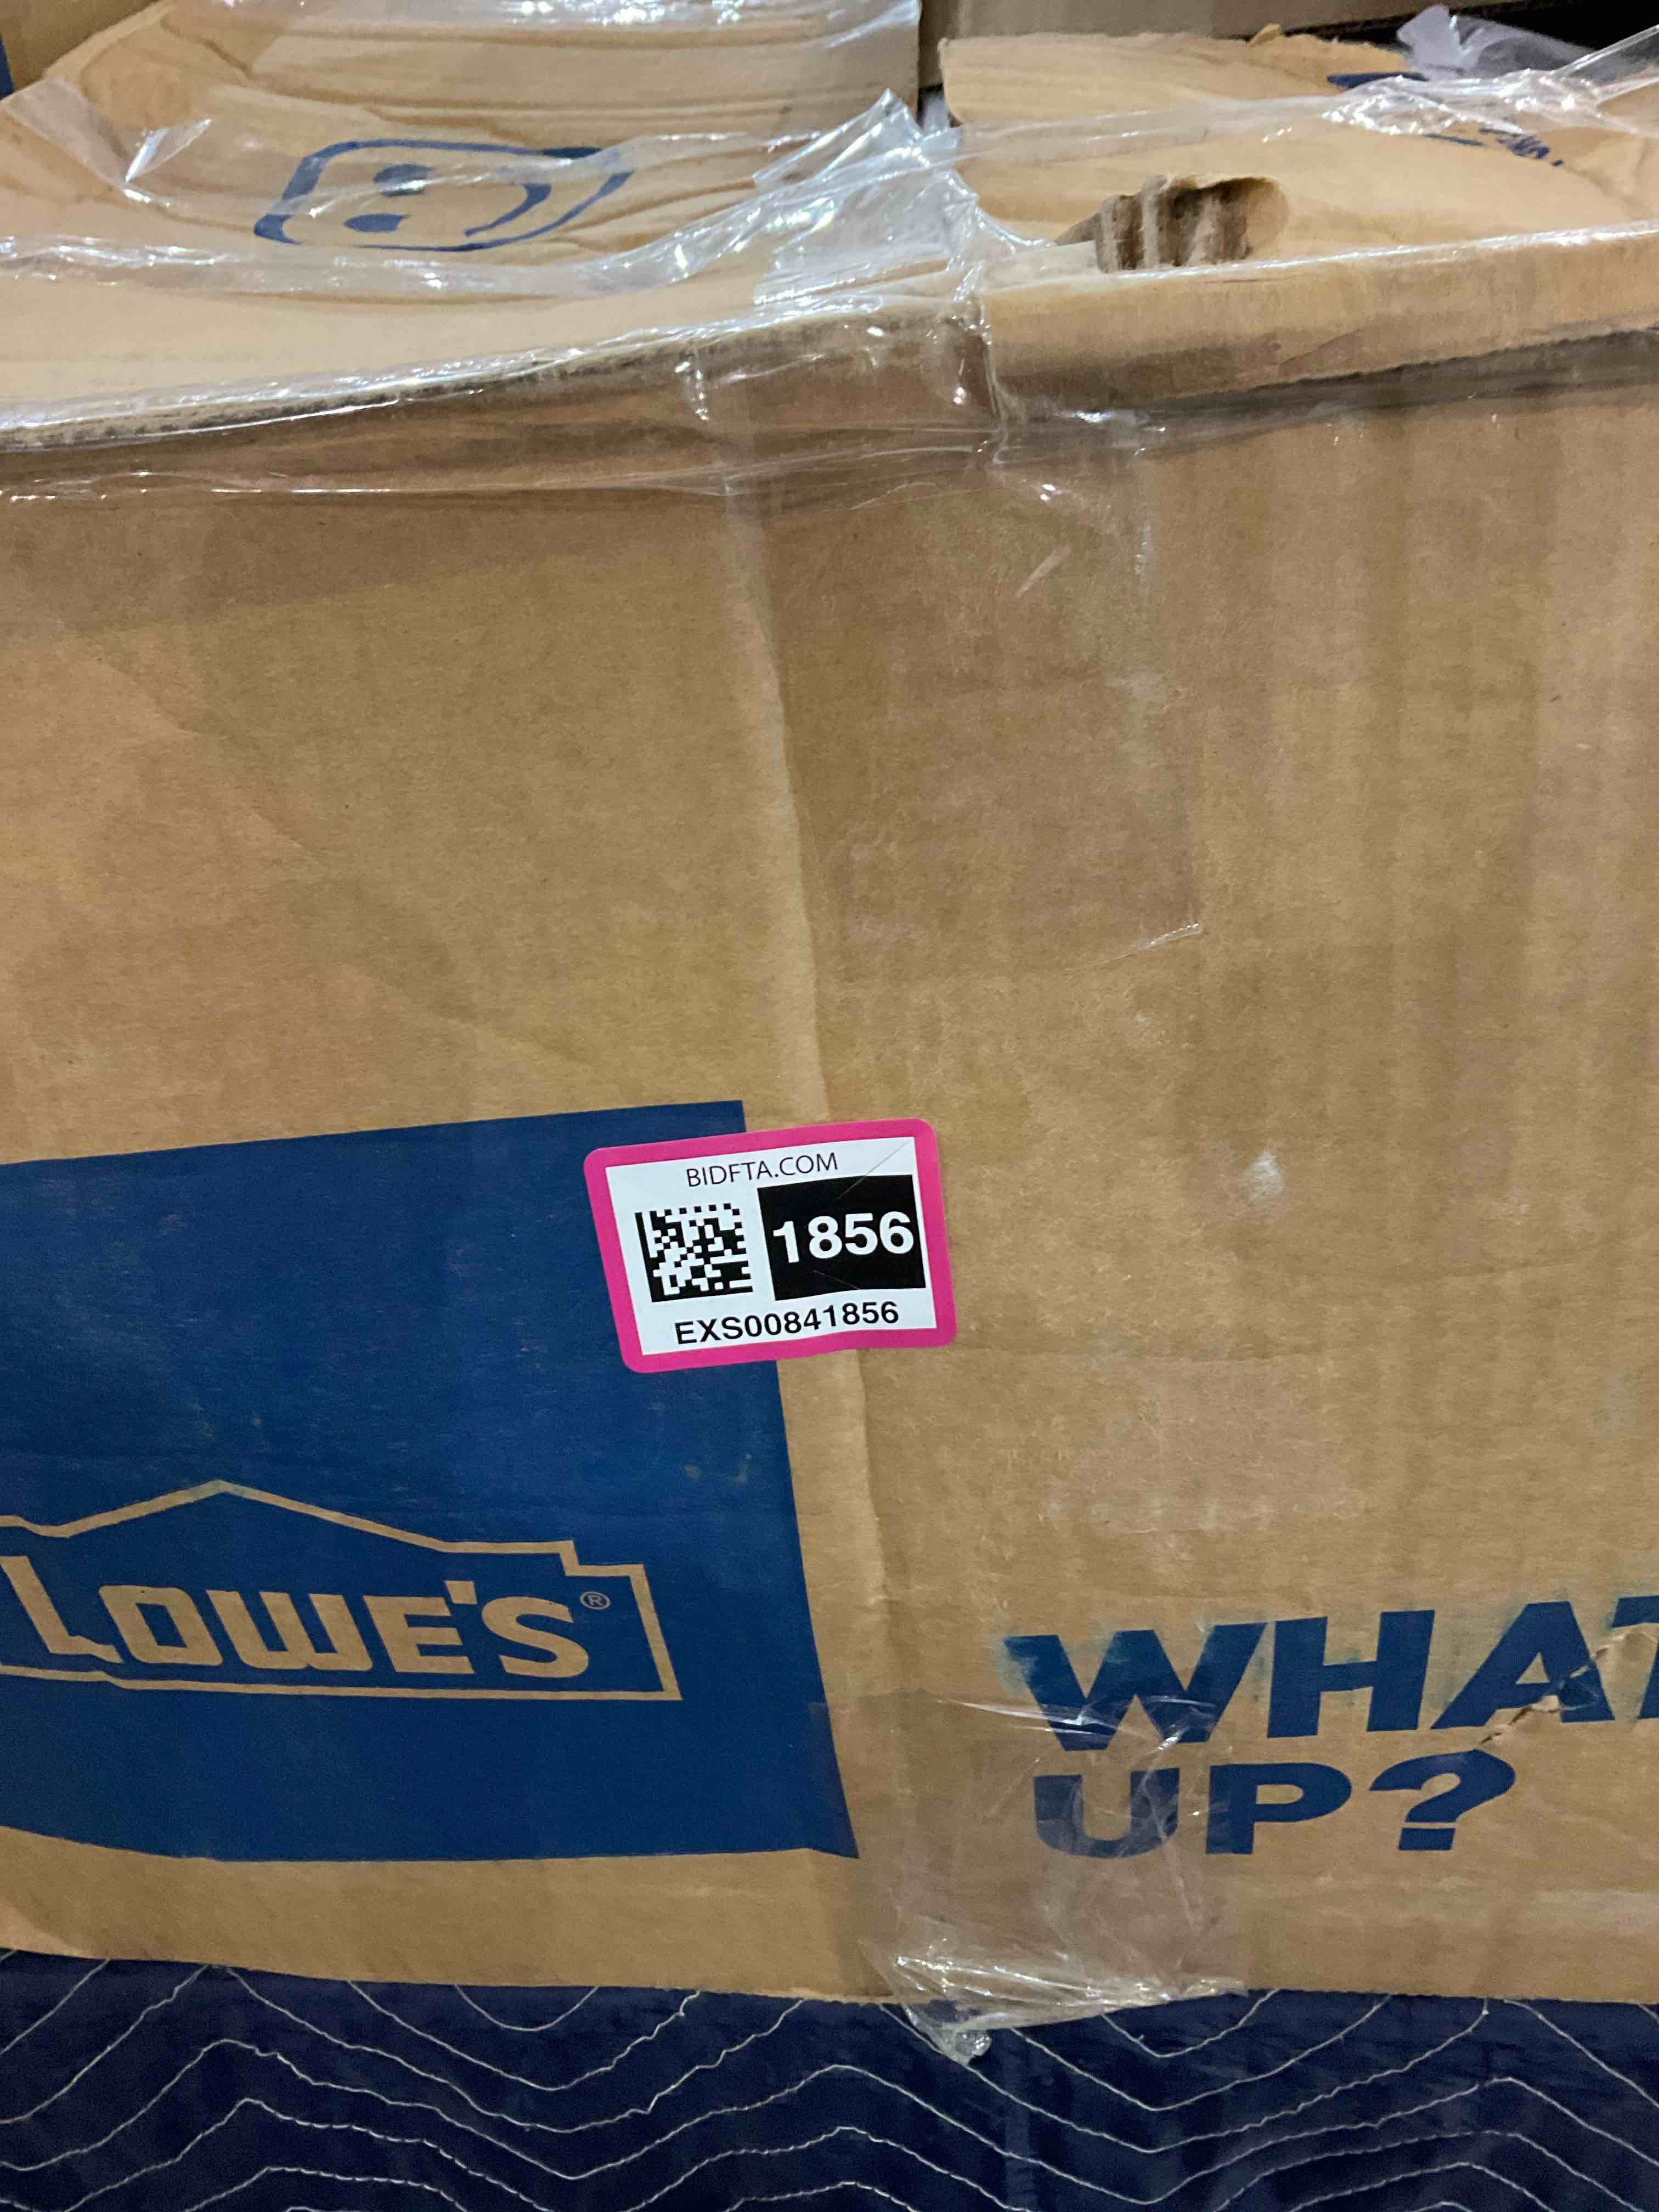 BIDFTA.COM
1856
EXS00841856
LOWE'S®
WHAT
UP?